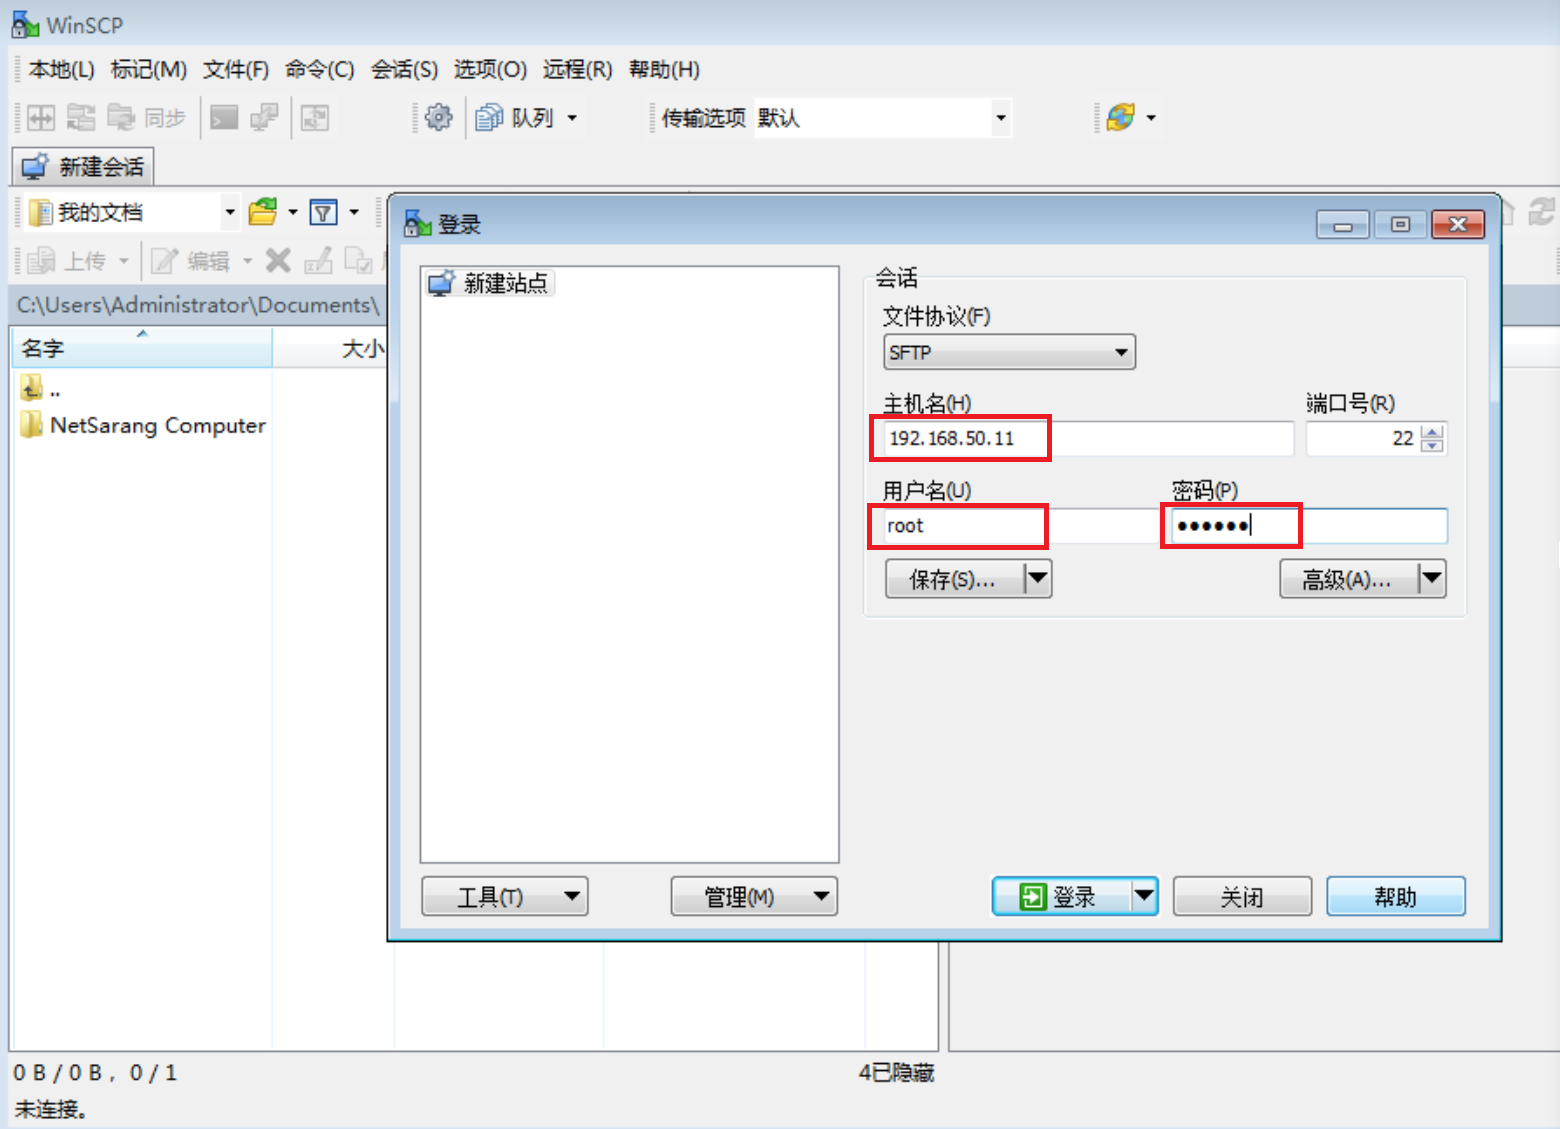 WinSCP
本地(L) 标记(M) 文件(F) 命令(C) 会话(S) 选项(O) 远程(R) 帮助(H)
同步 队列 传输选项 默认
新建会话
我的文档
上传 编辑
C:\Users\Administrator\Documents\
名字 大小
..
NetSarang Computer
登录
新建站点
会话
文件协议(F)
SFTP
主机名(H) 端口号(R)
192.168.50.11 22
用户名(U) 密码(P)
root ●●●●●●
保存(S)... 高级(A)...
工具(T) 管理(M) 登录 关闭 帮助
0 B / 0 B, 0 / 1 4已隐藏
未连接。